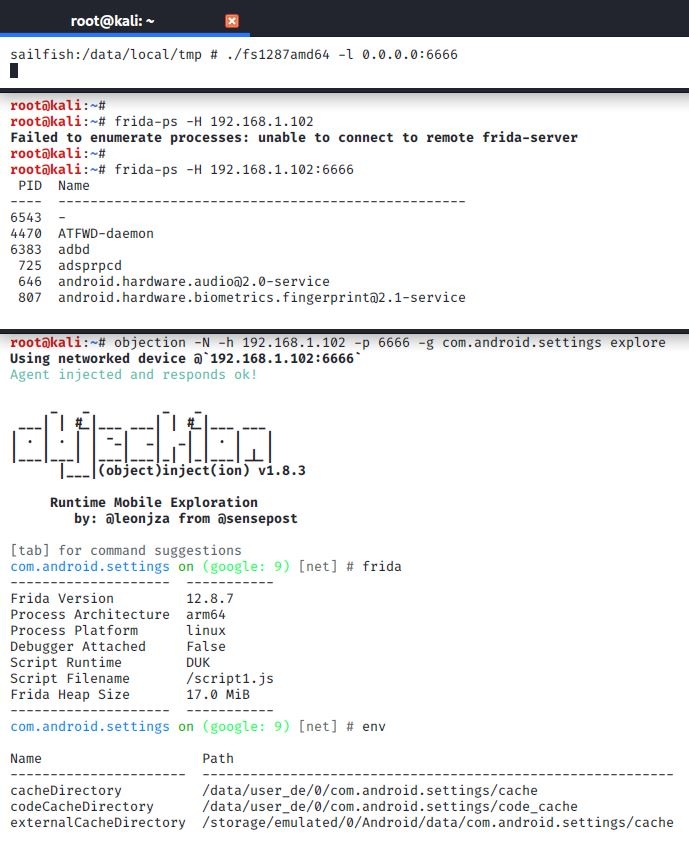 root@kali: ~
sailfish:/data/local/tmp # ./fs1287amd64 -l 0.0.0.0:6666
root@kali:~#
root@kali:~# frida-ps -H 192.168.1.102
Failed to enumerate processes: unable to connect to remote frida-server
root@kali:~#
root@kali:~# frida-ps -H 192.168.1.102:6666
PID  Name
----  ---------------------------------------------------
6543  -
4470  ATFWD-daemon
6383  adbd
725  adsprpcd
646  android.hardware.audio@2.0-service
807  android.hardware.biometrics.fingerprint@2.1-service
root@kali:~# objection -N -h 192.168.1.102 -p 6666 -g com.android.settings explore
Using networked device @`192.168.1.102:6666`
Agent injected and responds ok!
|___|(object)inject(ion) v1.8.3
Runtime Mobile Exploration
by: @leonjza from @sensepost
[tab] for command suggestions
com.android.settings on (google: 9) [net] # frida
--------------------  -----------
Frida Version         12.8.7
Process Architecture  arm64
Process Platform      linux
Debugger Attached     False
Script Runtime        DUK
Script Filename       /script1.js
Frida Heap Size       17.0 MiB
--------------------  -----------
com.android.settings on (google: 9) [net] # env
Name                    Path
----------------------  -----------------------------------------------------------
cacheDirectory          /data/user_de/0/com.android.settings/cache
codeCacheDirectory      /data/user_de/0/com.android.settings/code_cache
externalCacheDirectory  /storage/emulated/0/Android/data/com.android.settings/cache